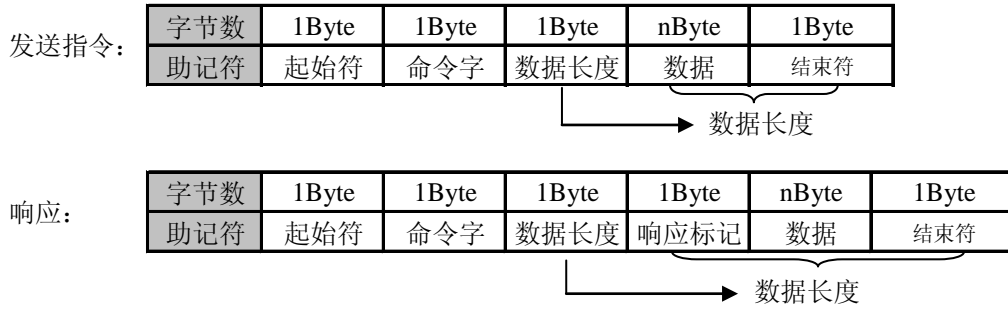 发送指令：
字节数 1Byte 1Byte 1Byte nByte 1Byte
助记符 起始符 命令字 数据长度 数据 结束符
数据长度
响应：
字节数 1Byte 1Byte 1Byte 1Byte nByte 1Byte
助记符 起始符 命令字 数据长度 响应标记 数据 结束符
数据长度